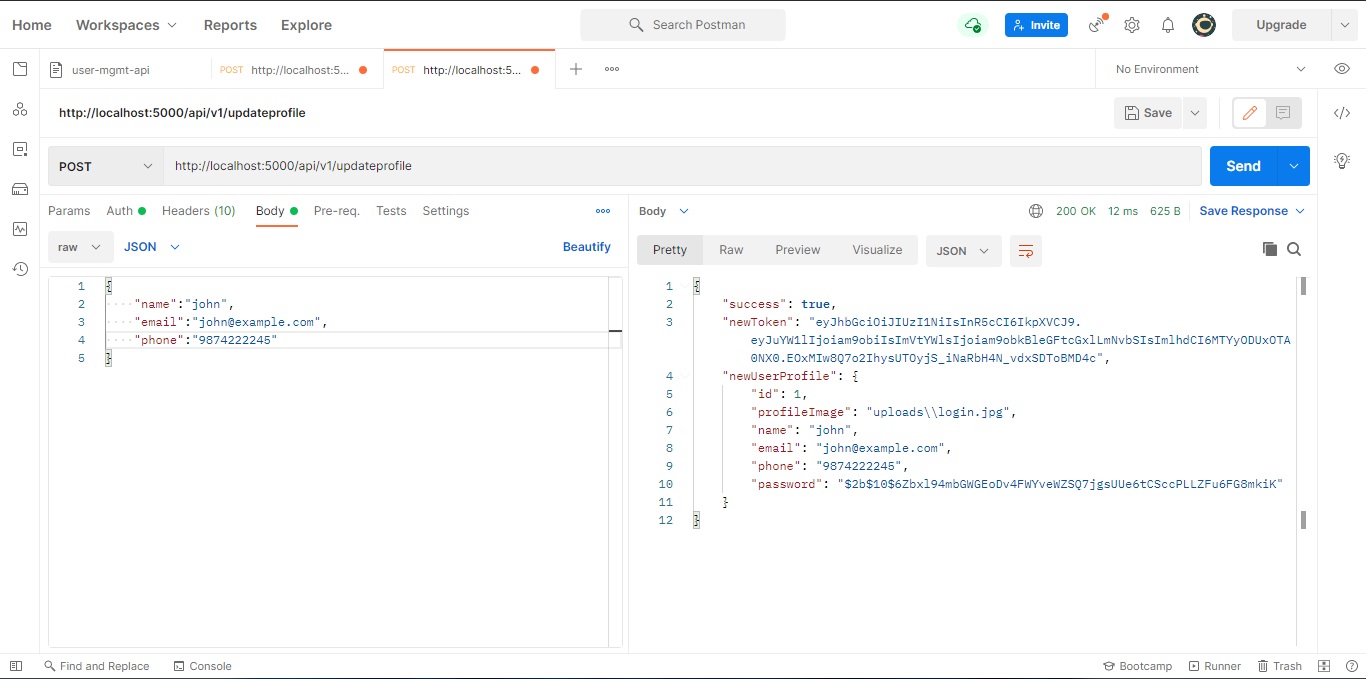 Home Workspaces Reports Explore Search Postman Invite Upgrade
user-mgmt-api POST http://localhost:5... POST http://localhost:5... No Environment
http://localhost:5000/api/v1/updateprofile Save
POST http://localhost:5000/api/v1/updateprofile Send
Params Auth Headers (10) Body Pre-req. Tests Settings
raw JSON Beautify
1 {
2 "name":"john",
3 "email":"john@example.com",
4 "phone":"9874222245"
5 }
Body 200 OK 12 ms 625 B Save Response
Pretty Raw Preview Visualize JSON
1 {
2 "success": true,
3 "newToken": "eyJhbGciOiJIUzI1NiIsInR5cCI6IkpXVCJ9.
eyJuYW1lIjoiam9obiIsImVtYWlsIjoiam9obkBleGFtcGxlLmNvbSIsImlhdCI6MTYyODUxOTA
0NX0.EOxMIw8Q7o2IhysUTOyjS_iNaRbH4N_vdxSDToBMD4c",
4 "newUserProfile": {
5 "id": 1,
6 "profileImage": "uploads\\login.jpg",
7 "name": "john",
8 "email": "john@example.com",
9 "phone": "9874222245",
10 "password": "$2b$10$6Zbxl94mbGWGEoDv4FWYveWZSQ7jgsUUe6tCSccPLLZFu6FG8mkiK"
11 }
12 }
Find and Replace Console Bootcamp Runner Trash